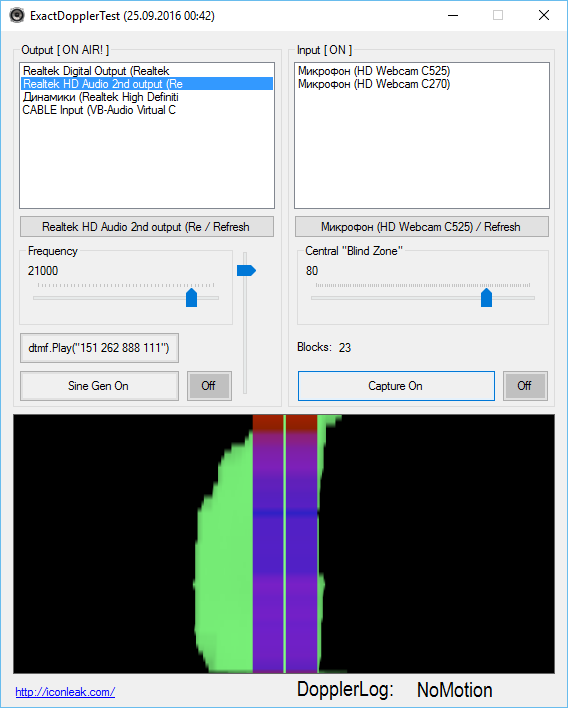 ExactDopplerTest (25.09.2016 00:42)
Output [ ON AIR! ]
Realtek Digital Output (Realtek
Realtek HD Audio 2nd output (Re
Динамики (Realtek High Definiti
CABLE Input (VB-Audio Virtual C
Realtek HD Audio 2nd output (Re / Refresh
Frequency
21000
dtmf.Play("151 262 888 111")
Sine Gen On
Off
Input [ ON ]
Микрофон (HD Webcam C525)
Микрофон (HD Webcam C270)
Микрофон (HD Webcam C525) / Refresh
Central "Blind Zone"
80
Blocks: 23
Capture On
Off
http://iconleak.com/
DopplerLog: NoMotion